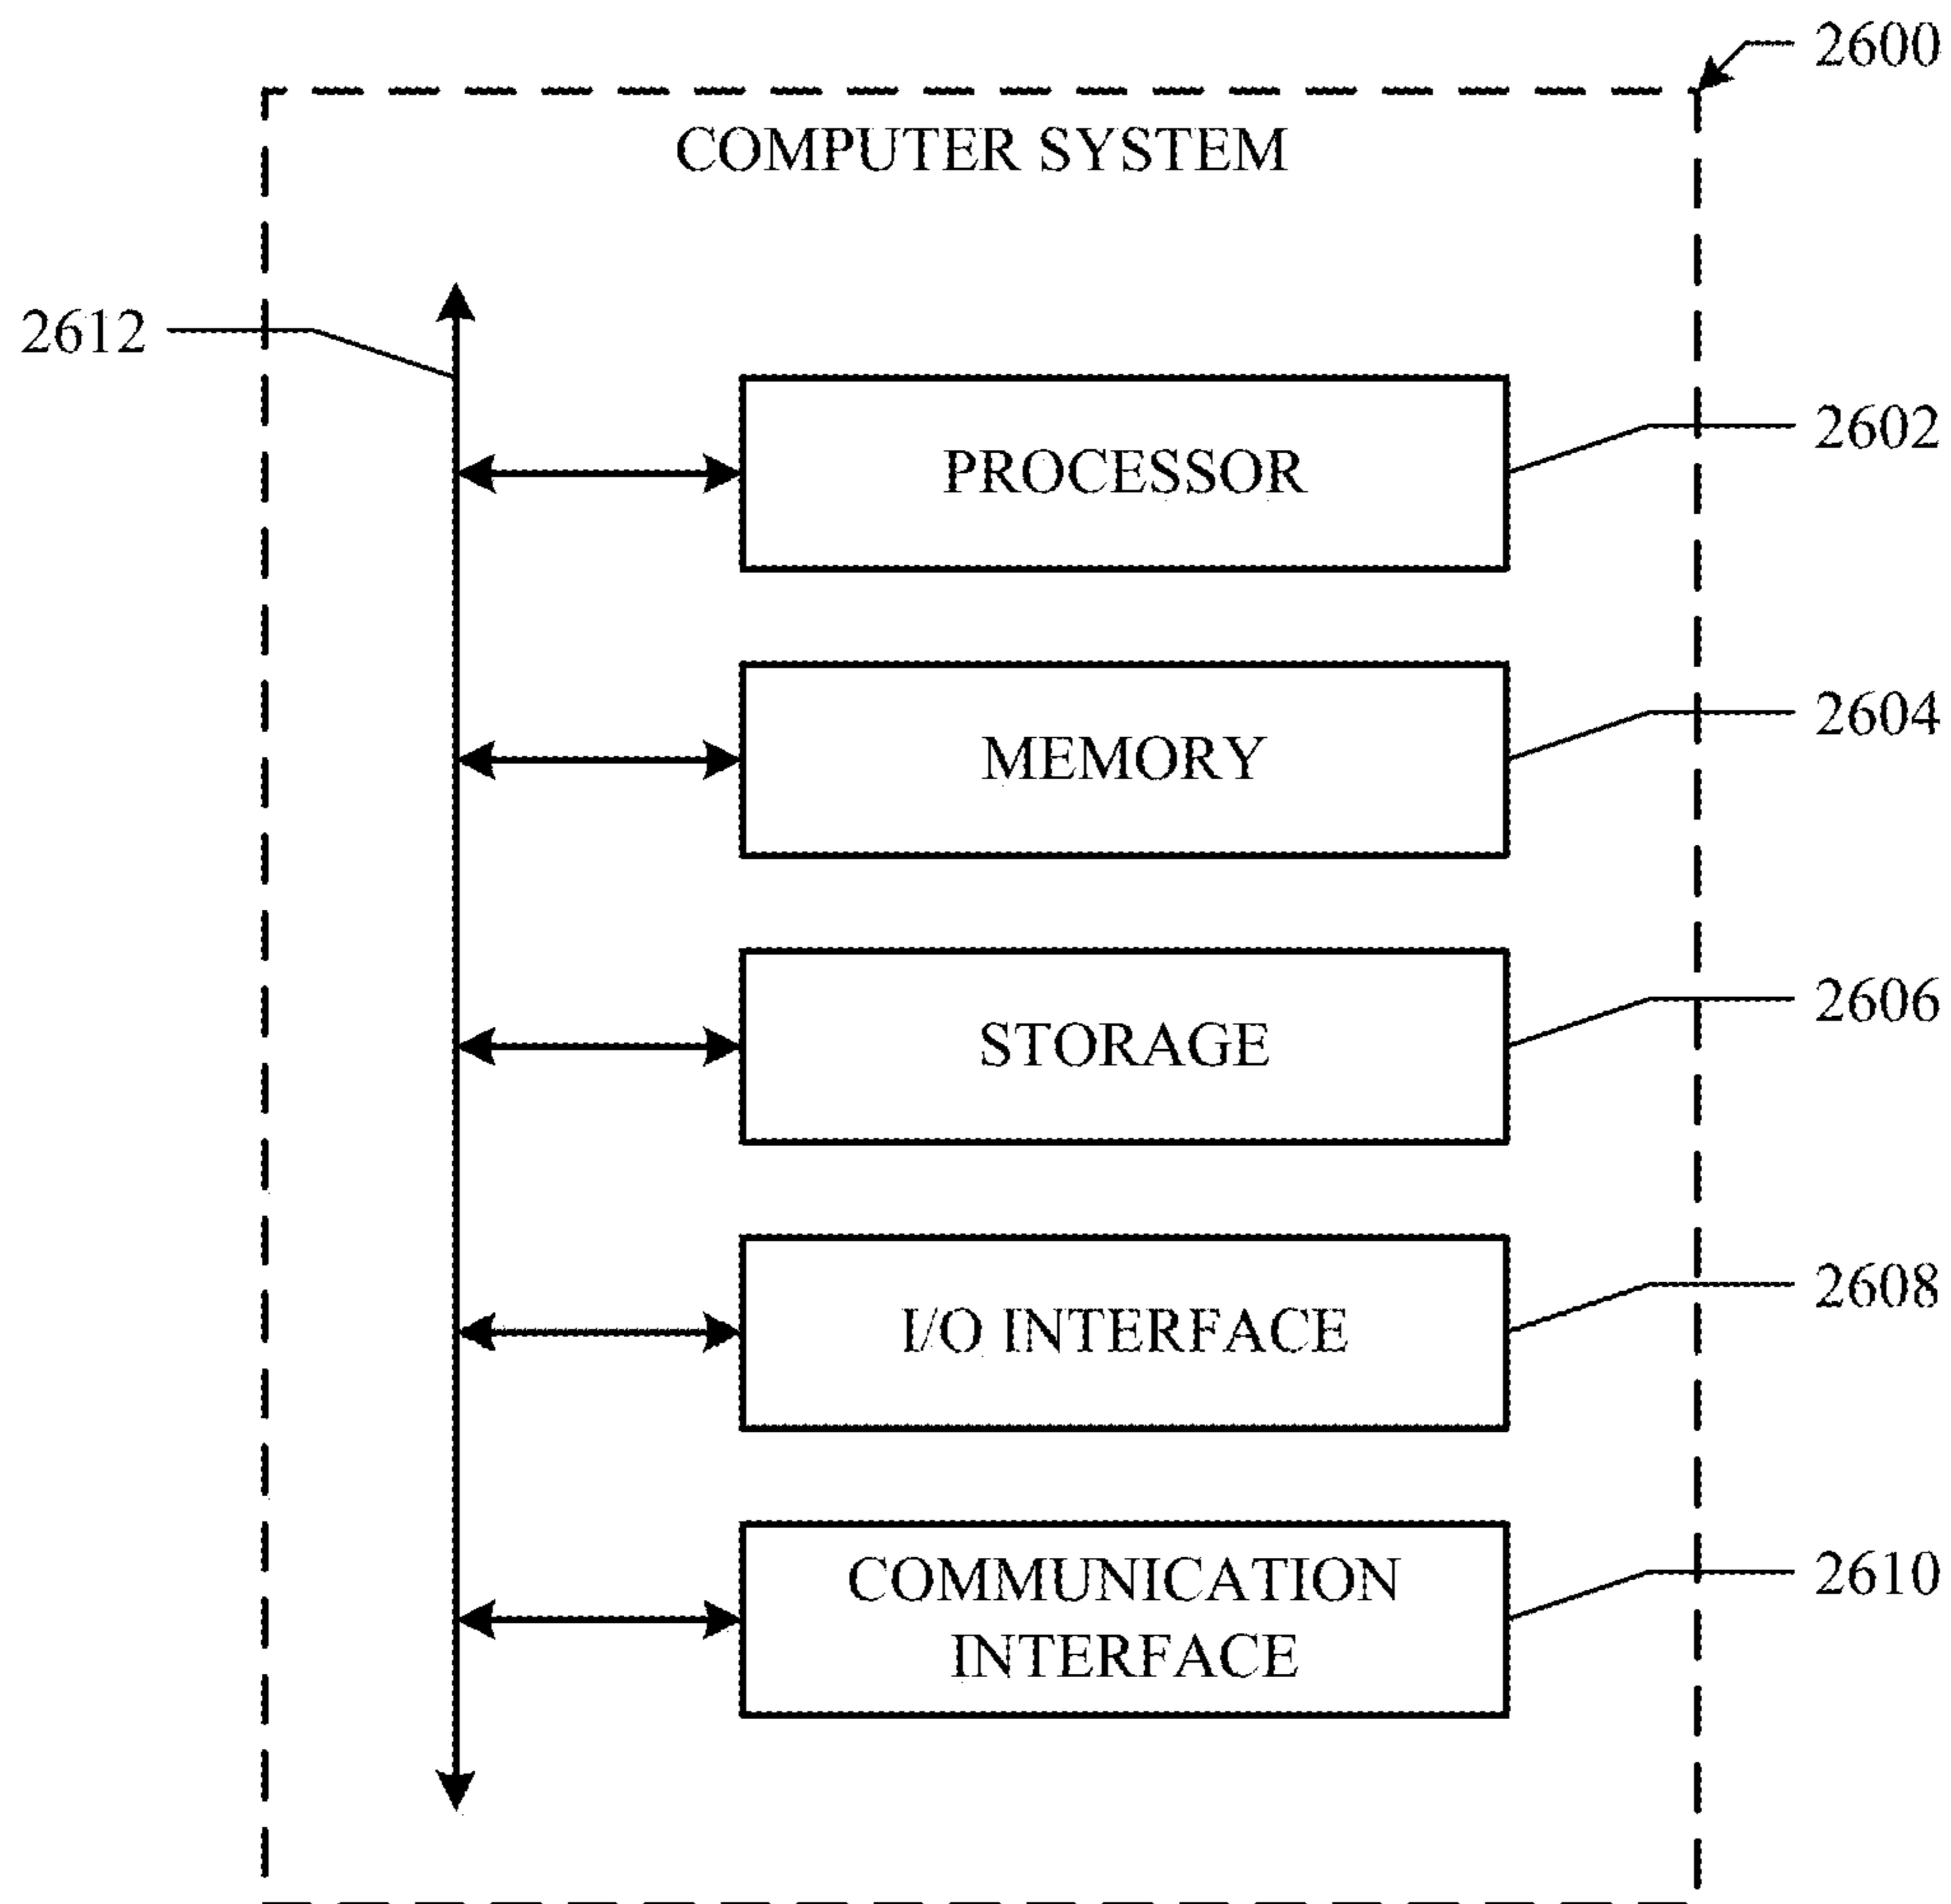 2600
COMPUTER SYSTEM
2612
PROCESSOR
2602
MEMORY
2604
STORAGE
2606
I/O INTERFACE
2608
COMMUNICATION
INTERFACE
2610